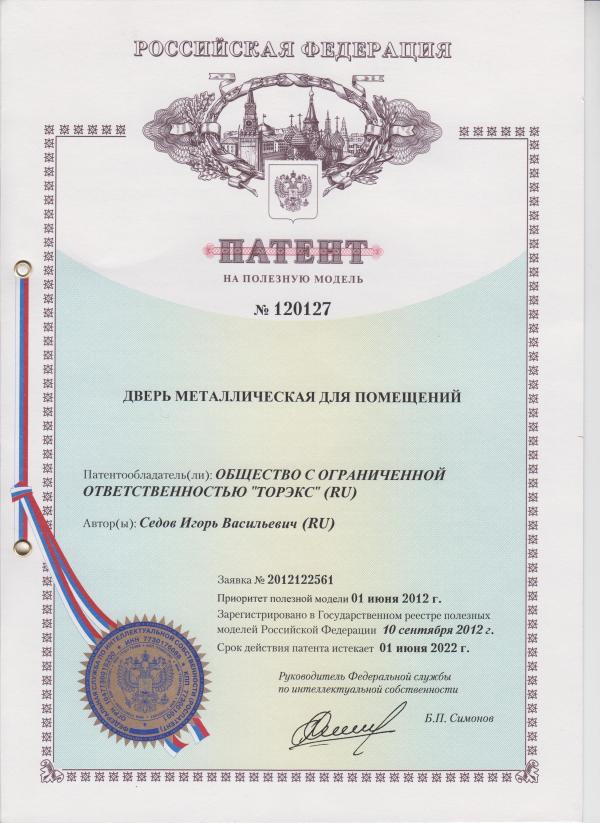 РОССИЙСКАЯ ФЕДЕРАЦИЯ
ПАТЕНТ
НА ПОЛЕЗНУЮ МОДЕЛЬ
№ 120127
ДВЕРЬ МЕТАЛЛИЧЕСКАЯ ДЛЯ ПОМЕЩЕНИЙ
Патентообладатель(ли): ОБЩЕСТВО С ОГРАНИЧЕННОЙ
ОТВЕТСТВЕННОСТЬЮ "ТОРЭКС" (RU)
Автор(ы): Седов Игорь Васильевич (RU)
Заявка № 2012122561
Приоритет полезной модели 01 июня 2012 г.
Зарегистрировано в Государственном реестре полезных
моделей Российской Федерации 10 сентября 2012 г.
Срок действия патента истекает 01 июня 2022 г.
Руководитель Федеральной службы
по интеллектуальной собственности
Б.П. Симонов